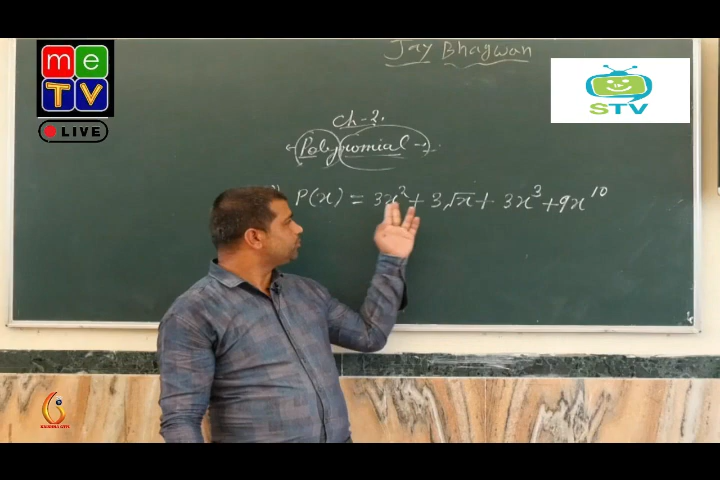 me
TV
LIVE
STV
Jay Bhagwan
Ch-2.
Polynomial
P(x) = 3x² + 3√x + 3x³ + 9x¹⁰